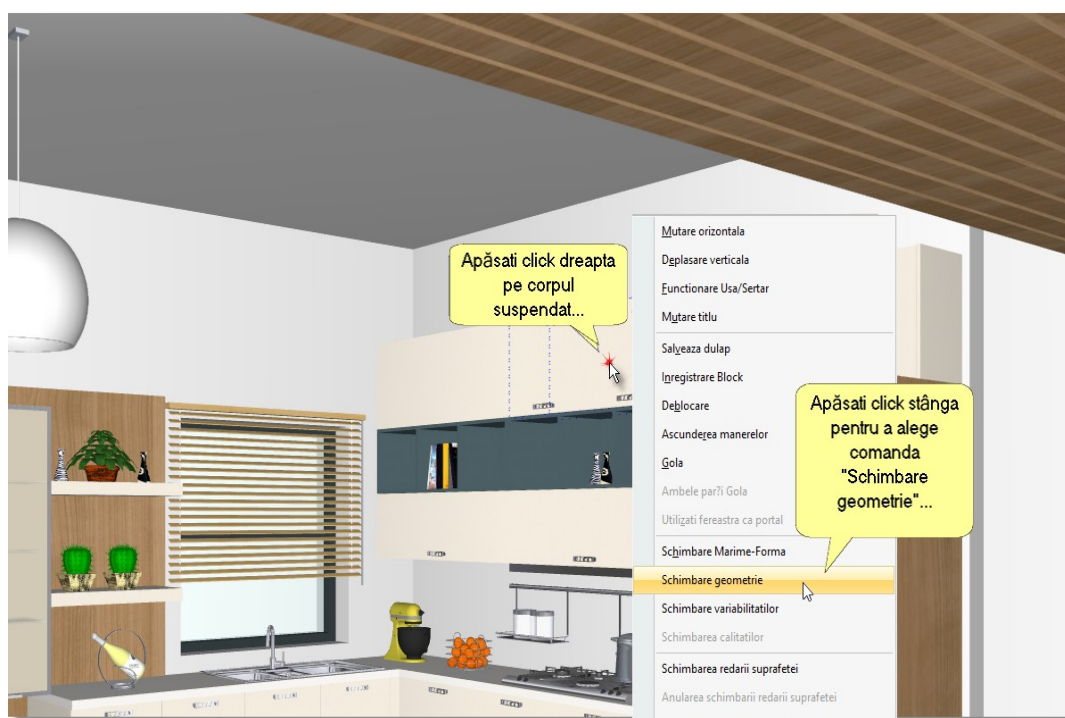 Apăsati click dreapta
pe corpul
suspendat...
Mutare orizontala
Deplasare verticala
Functionare Usa/Sertar
Mutare titlu
Salveaza dulap
Inregistrare Block
Deblocare
Ascunderea manerelor
Gola
Ambele par?i Gola
Utilizati fereastra ca portal
Schimbare Marime-Forma
Schimbare geometrie
Schimbare variabilitatilor
Schimbarea calitatilor
Schimbarea redarii suprafetei
Anularea schimbarii redarii suprafetei
Apăsati click stânga
pentru a alege
comanda
"Schimbare
geometrie"...